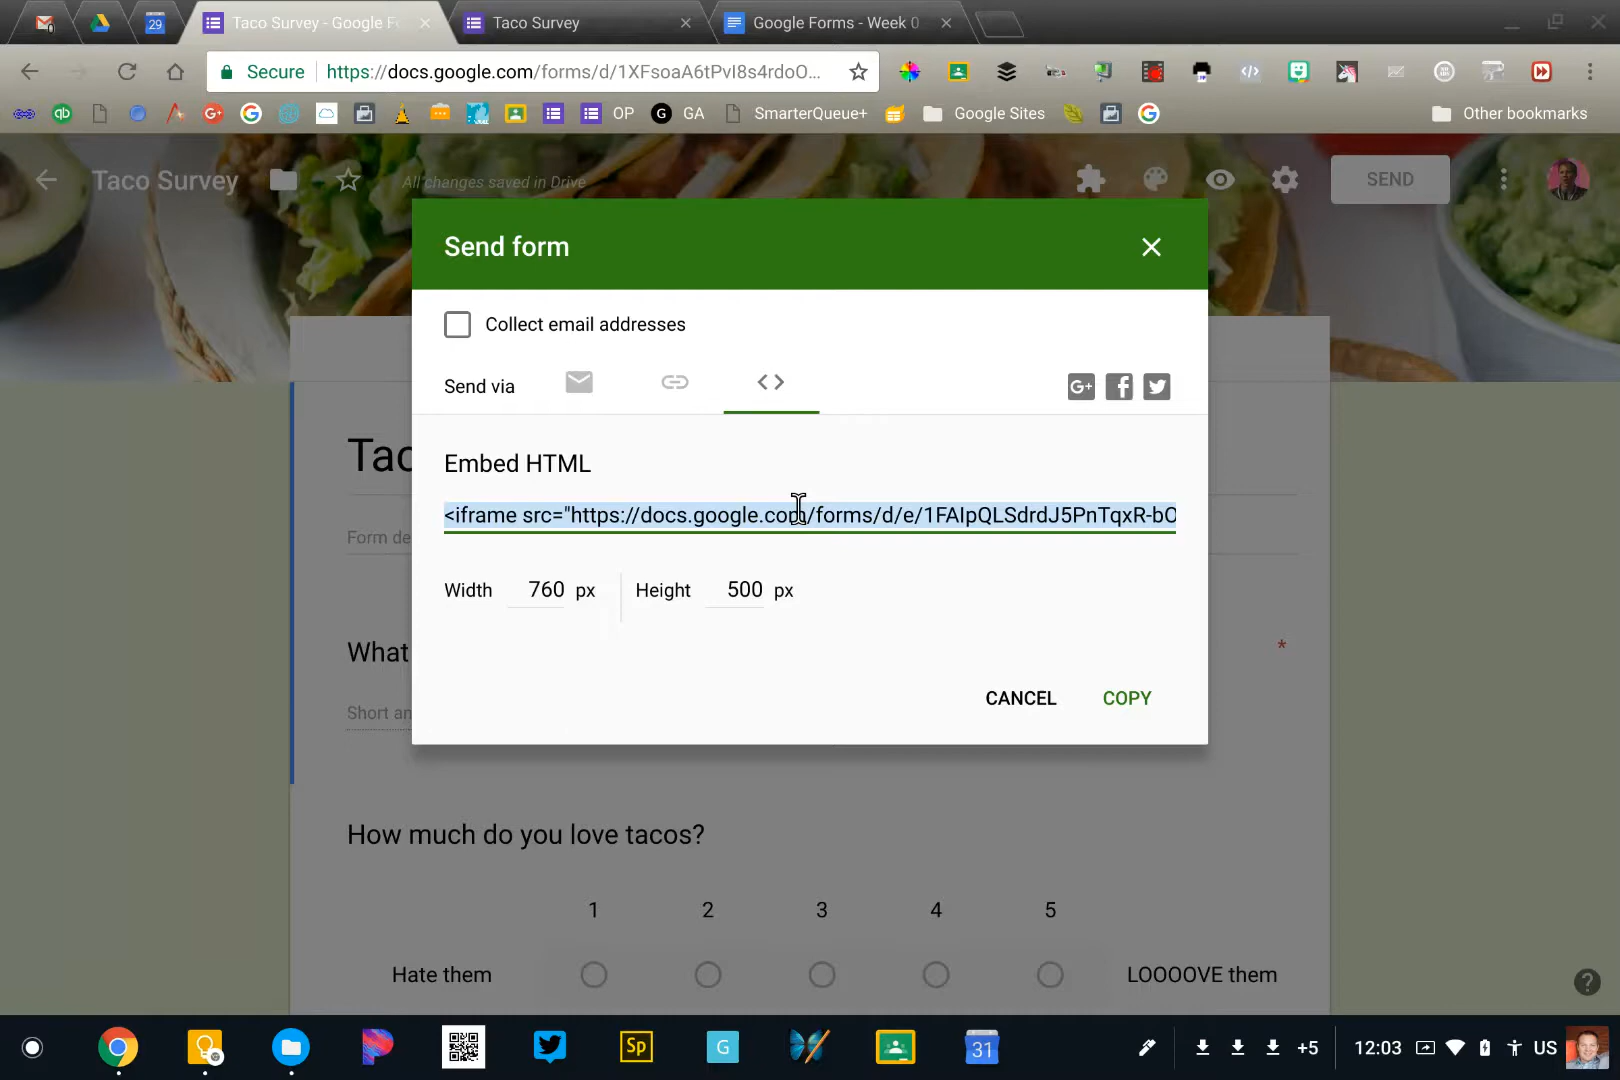 Taco Survey - Google F
Taco Survey
Google Forms - Week 0
29
Secure
https://docs.google.com/forms/d/1XFsoaA6tPvI8s4rdoO...
qb
G+
OP
G
GA
SmarterQueue+
Google Sites
Other bookmarks
Taco Survey
All changes saved in Drive
SEND
Send form
Collect email addresses
Send via
G+
Embed HTML
<iframe src="https://docs.google.com/forms/d/e/1FAIpQLSdrdJ5PnTqxR-bO
Width 760 px
Height 500 px
CANCEL
COPY
Tac
Form de
What
*
Short an
How much do you love tacos?
1 2 3 4 5
Hate them
LOOOOVE them
?
Sp
G
31
+5
12:03
US